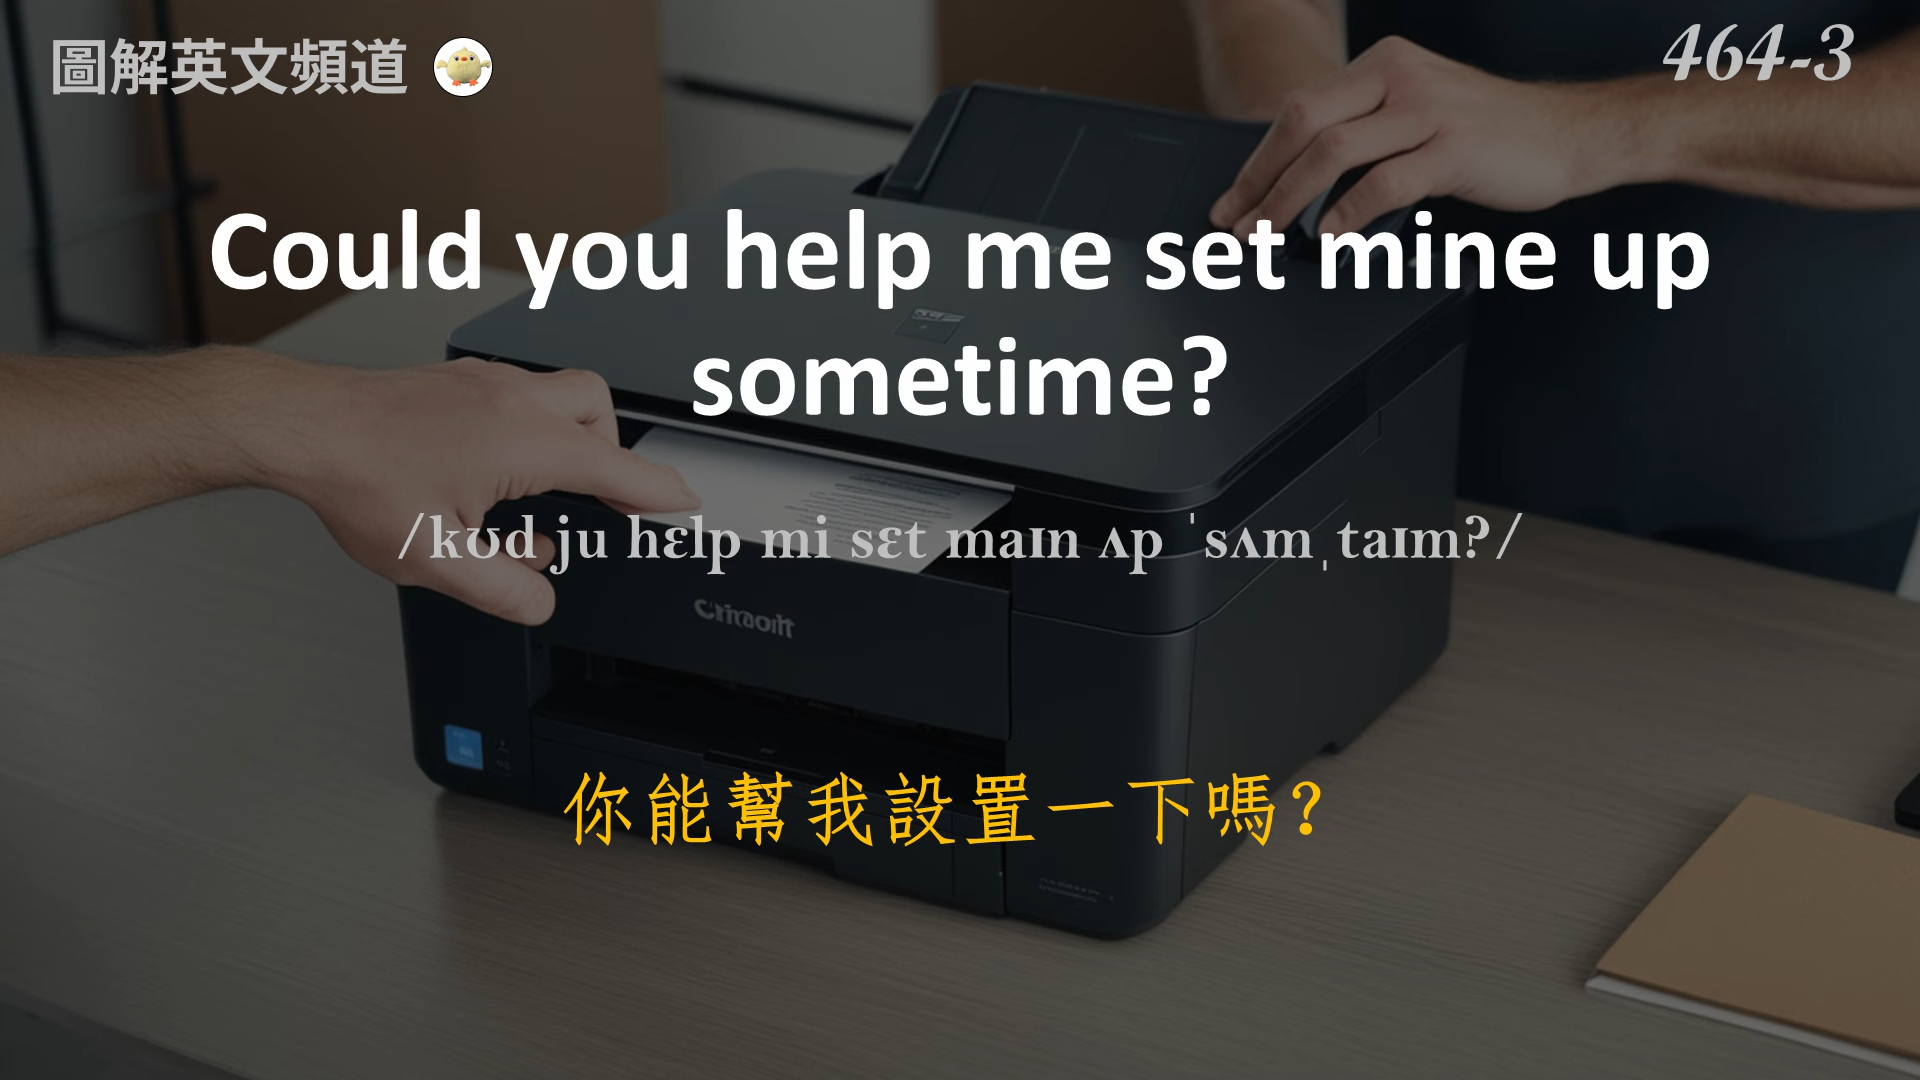 圖解英文頻道
464-3
Could you help me set mine up
sometime?
/kʊd ju hɛlp mi sɛt maɪn ʌp ˈsʌmˌtaɪm?/
你能幫我設置一下嗎？